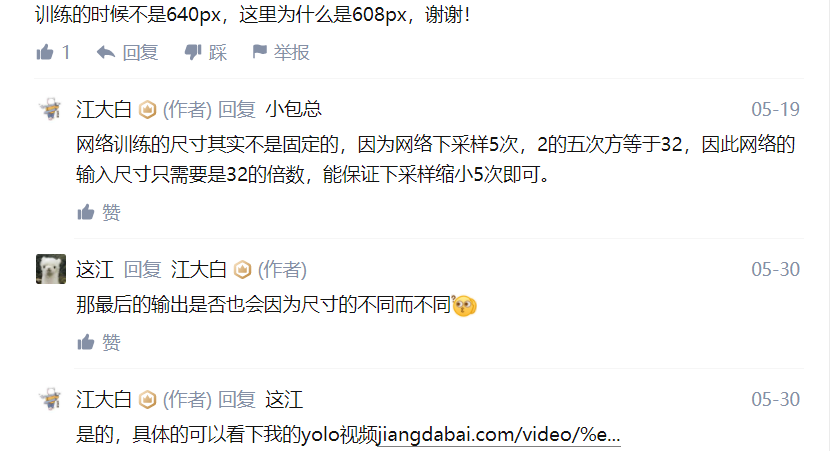 训练的时候不是640px，这里为什么是608px，谢谢！
1 回复 踩 举报
江大白 (作者) 回复 小包总 05-19
网络训练的尺寸其实不是固定的，因为网络下采样5次，2的五次方等于32，因此网络的
输入尺寸只需要是32的倍数，能保证下采样缩小5次即可。
赞
这江 回复 江大白 (作者) 05-30
那最后的输出是否也会因为尺寸的不同而不同
赞
江大白 (作者) 回复 这江 05-30
是的，具体的可以看下我的yolo视频jiangdabai.com/video/%e...